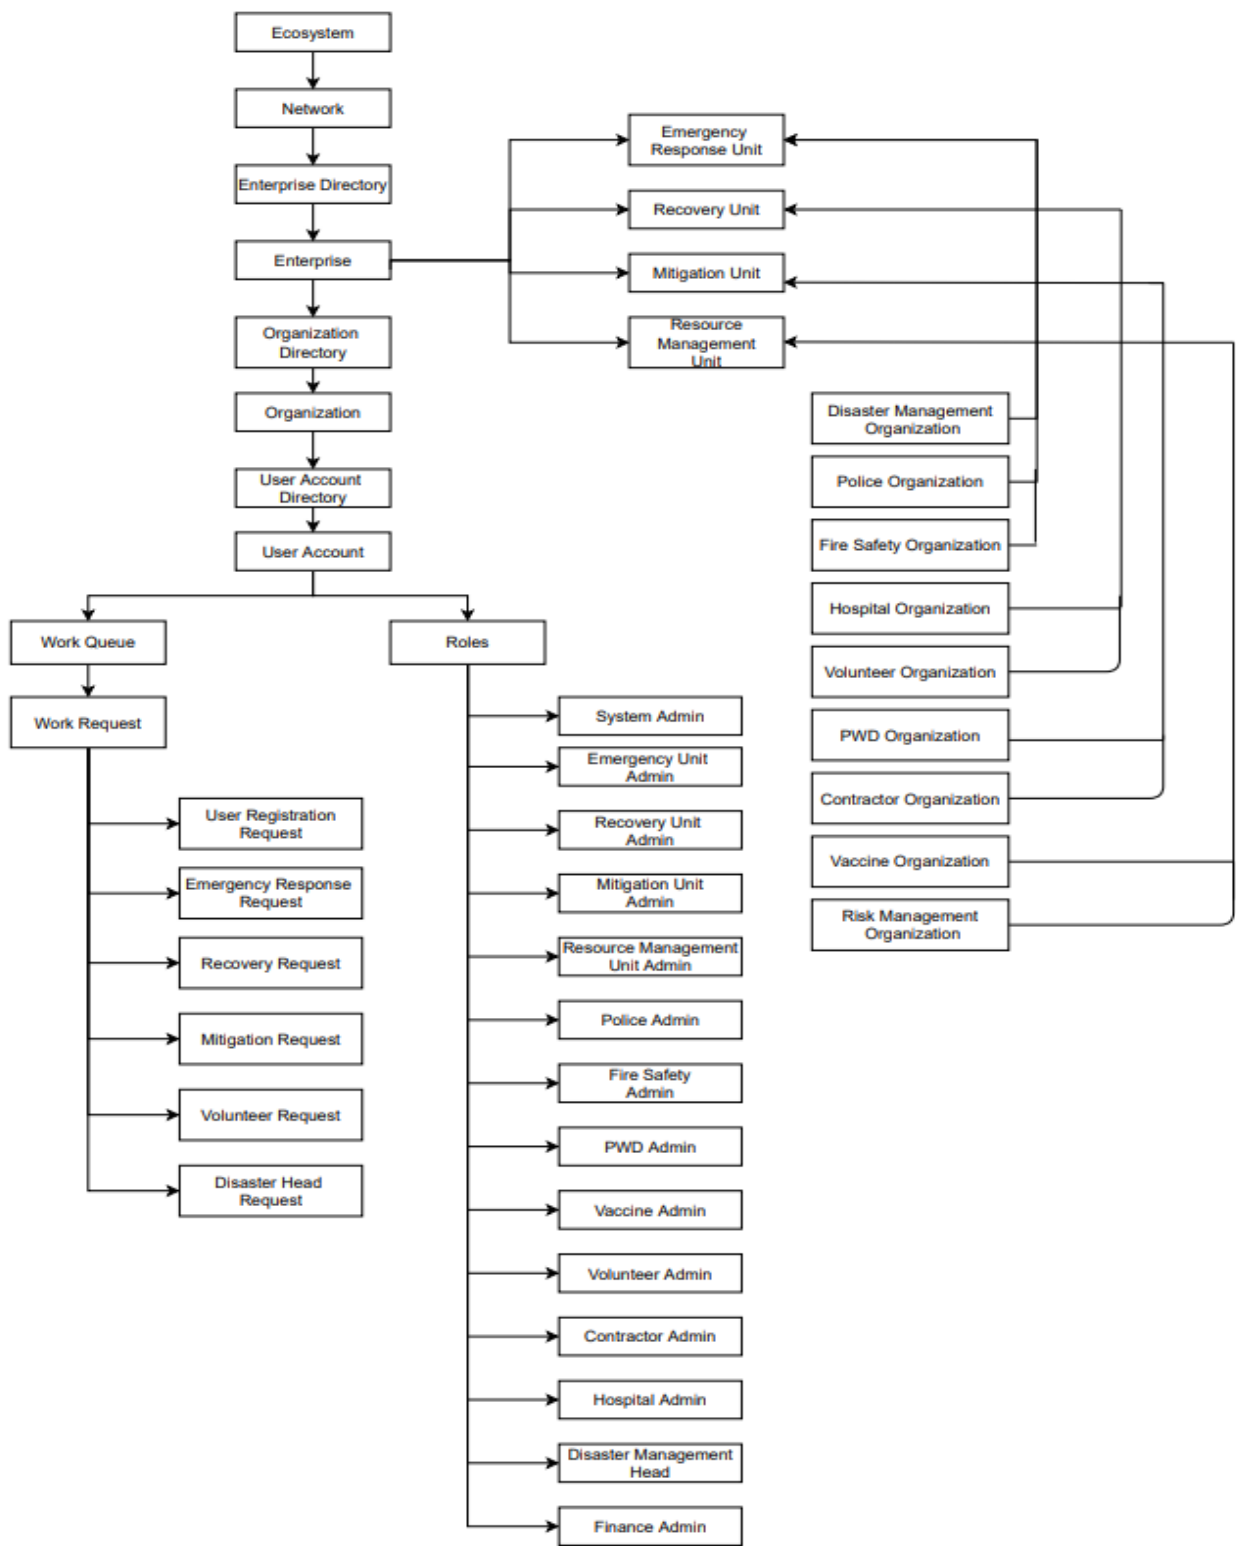 Ecosystem
Network
Enterprise Directory
Enterprise
Organization
Directory
Organization
User Account
Directory
User Account
Work Queue
Work Request
User Registration
Request
Emergency Response
Request
Recovery Request
Mitigation Request
Volunteer Request
Disaster Head
Request
Roles
System Admin
Emergency Unit
Admin
Recovery Unit
Admin
Mitigation Unit
Admin
Resource Management
Unit Admin
Police Admin
Fire Safety
Admin
PWD Admin
Vaccine Admin
Volunteer Admin
Contractor Admin
Hospital Admin
Disaster Management
Head
Finance Admin
Emergency
Response Unit
Recovery Unit
Mitigation Unit
Resource
Management
Unit
Disaster Management
Organization
Police Organization
Fire Safety Organization
Hospital Organization
Volunteer Organization
PWD Organization
Contractor Organization
Vaccine Organization
Risk Management
Organization